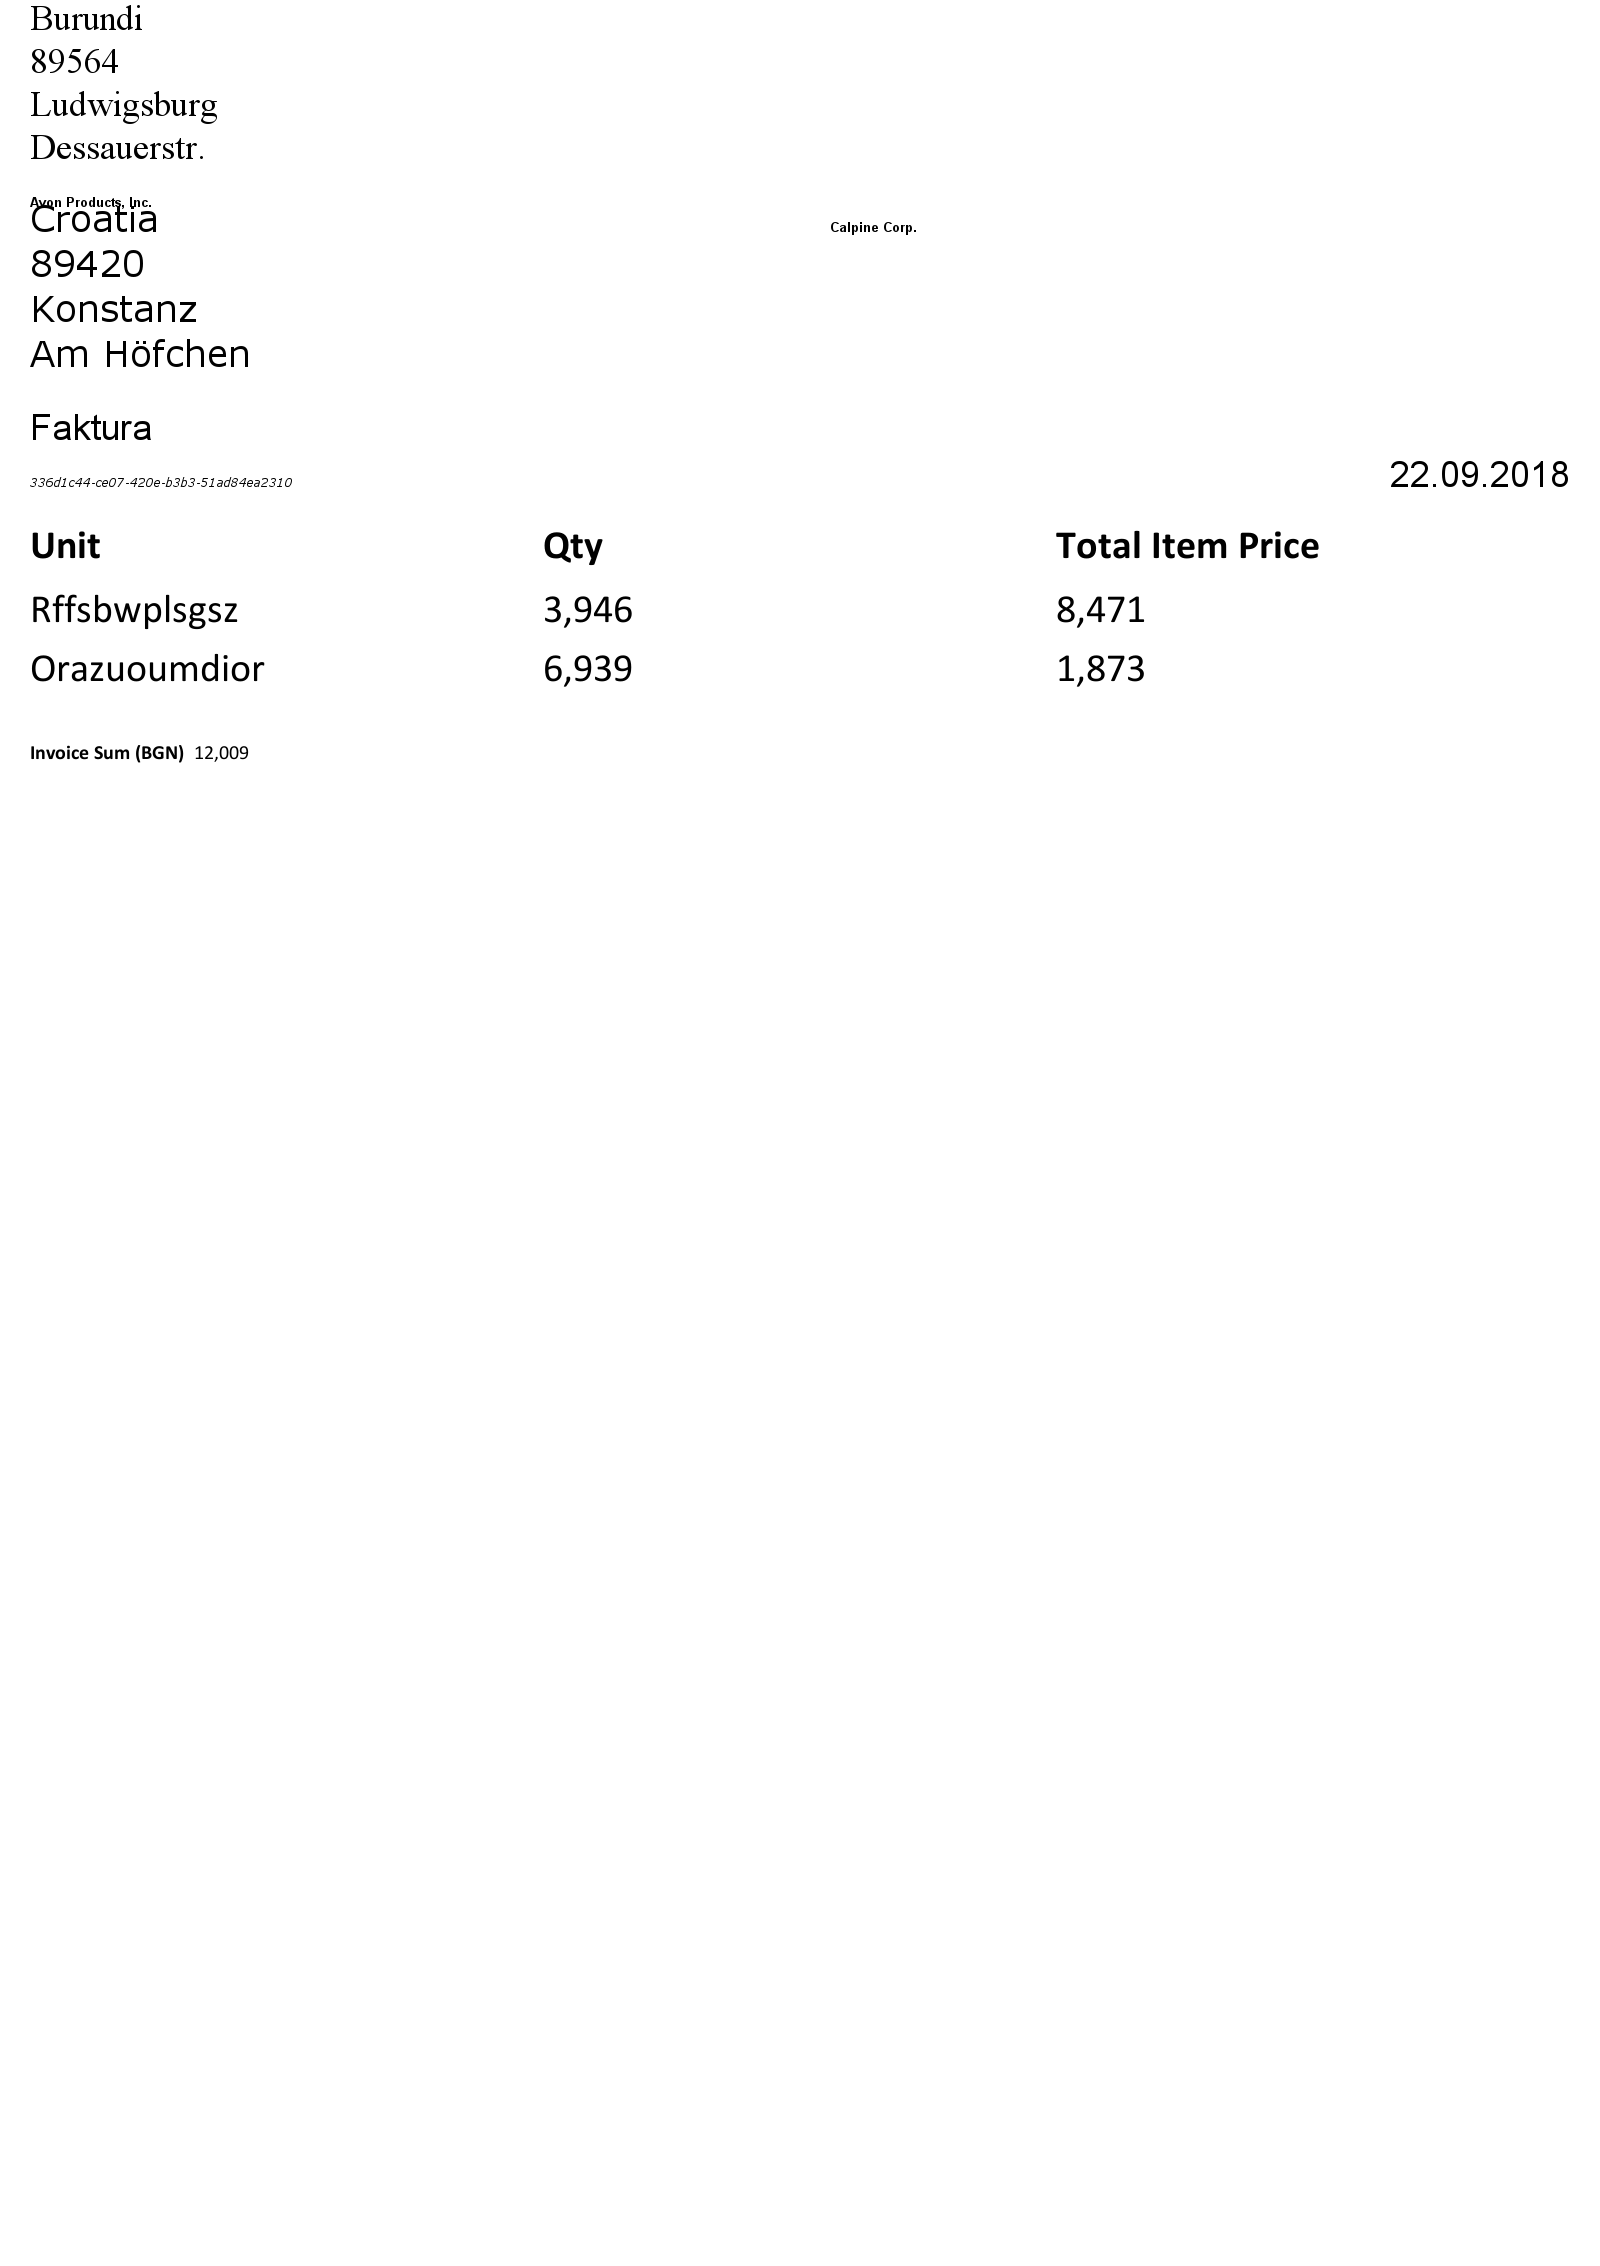 Burundi
89564
Ludwigsburg
Dessauerstr.
Avon Products, Inc.
Croatia
Calpine Corp.
89420
Konstanz
Am Höfchen
Faktura
336d1c44-ce07-420e-b3b3-51ad84ea2310 22.09.2018
Unit Qty Total Item Price
Rffsbwplsgsz 3,946 8,471
Orazuoumdior 6,939 1,873
Invoice Sum (BGN) 12,009